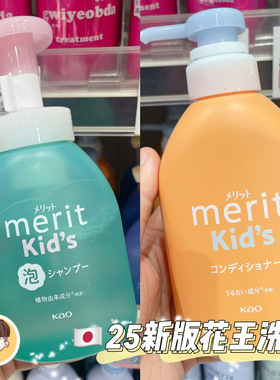 gwiyeobda
treatment
メリット
merit
Kid's
泡 シャンプー
植物由来成分
Kao
メリット
merit
Kid's
コンディショナー
うるおい成分
Kao
25新版花王洗